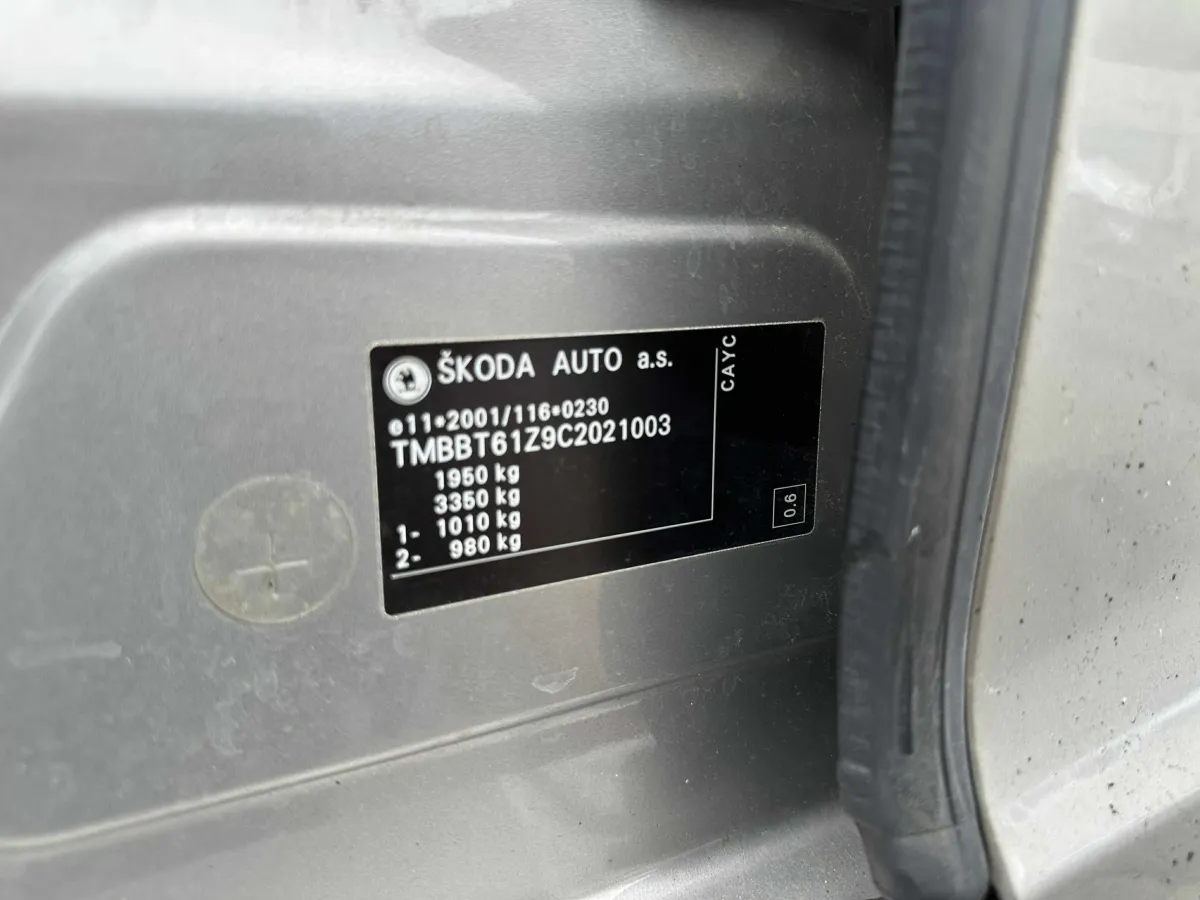 ŠKODA AUTO a.s.
e11*2001/116*0230
TMBBT61Z9C2021003
1950 kg
3350 kg
1- 1010 kg
2- 980 kg
CAYC
0.6